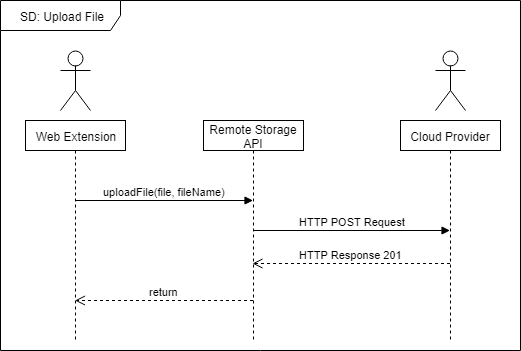 SD: Upload File
Web Extension
Remote Storage
API
Cloud Provider
uploadFile(file, fileName)
HTTP POST Request
HTTP Response 201
return